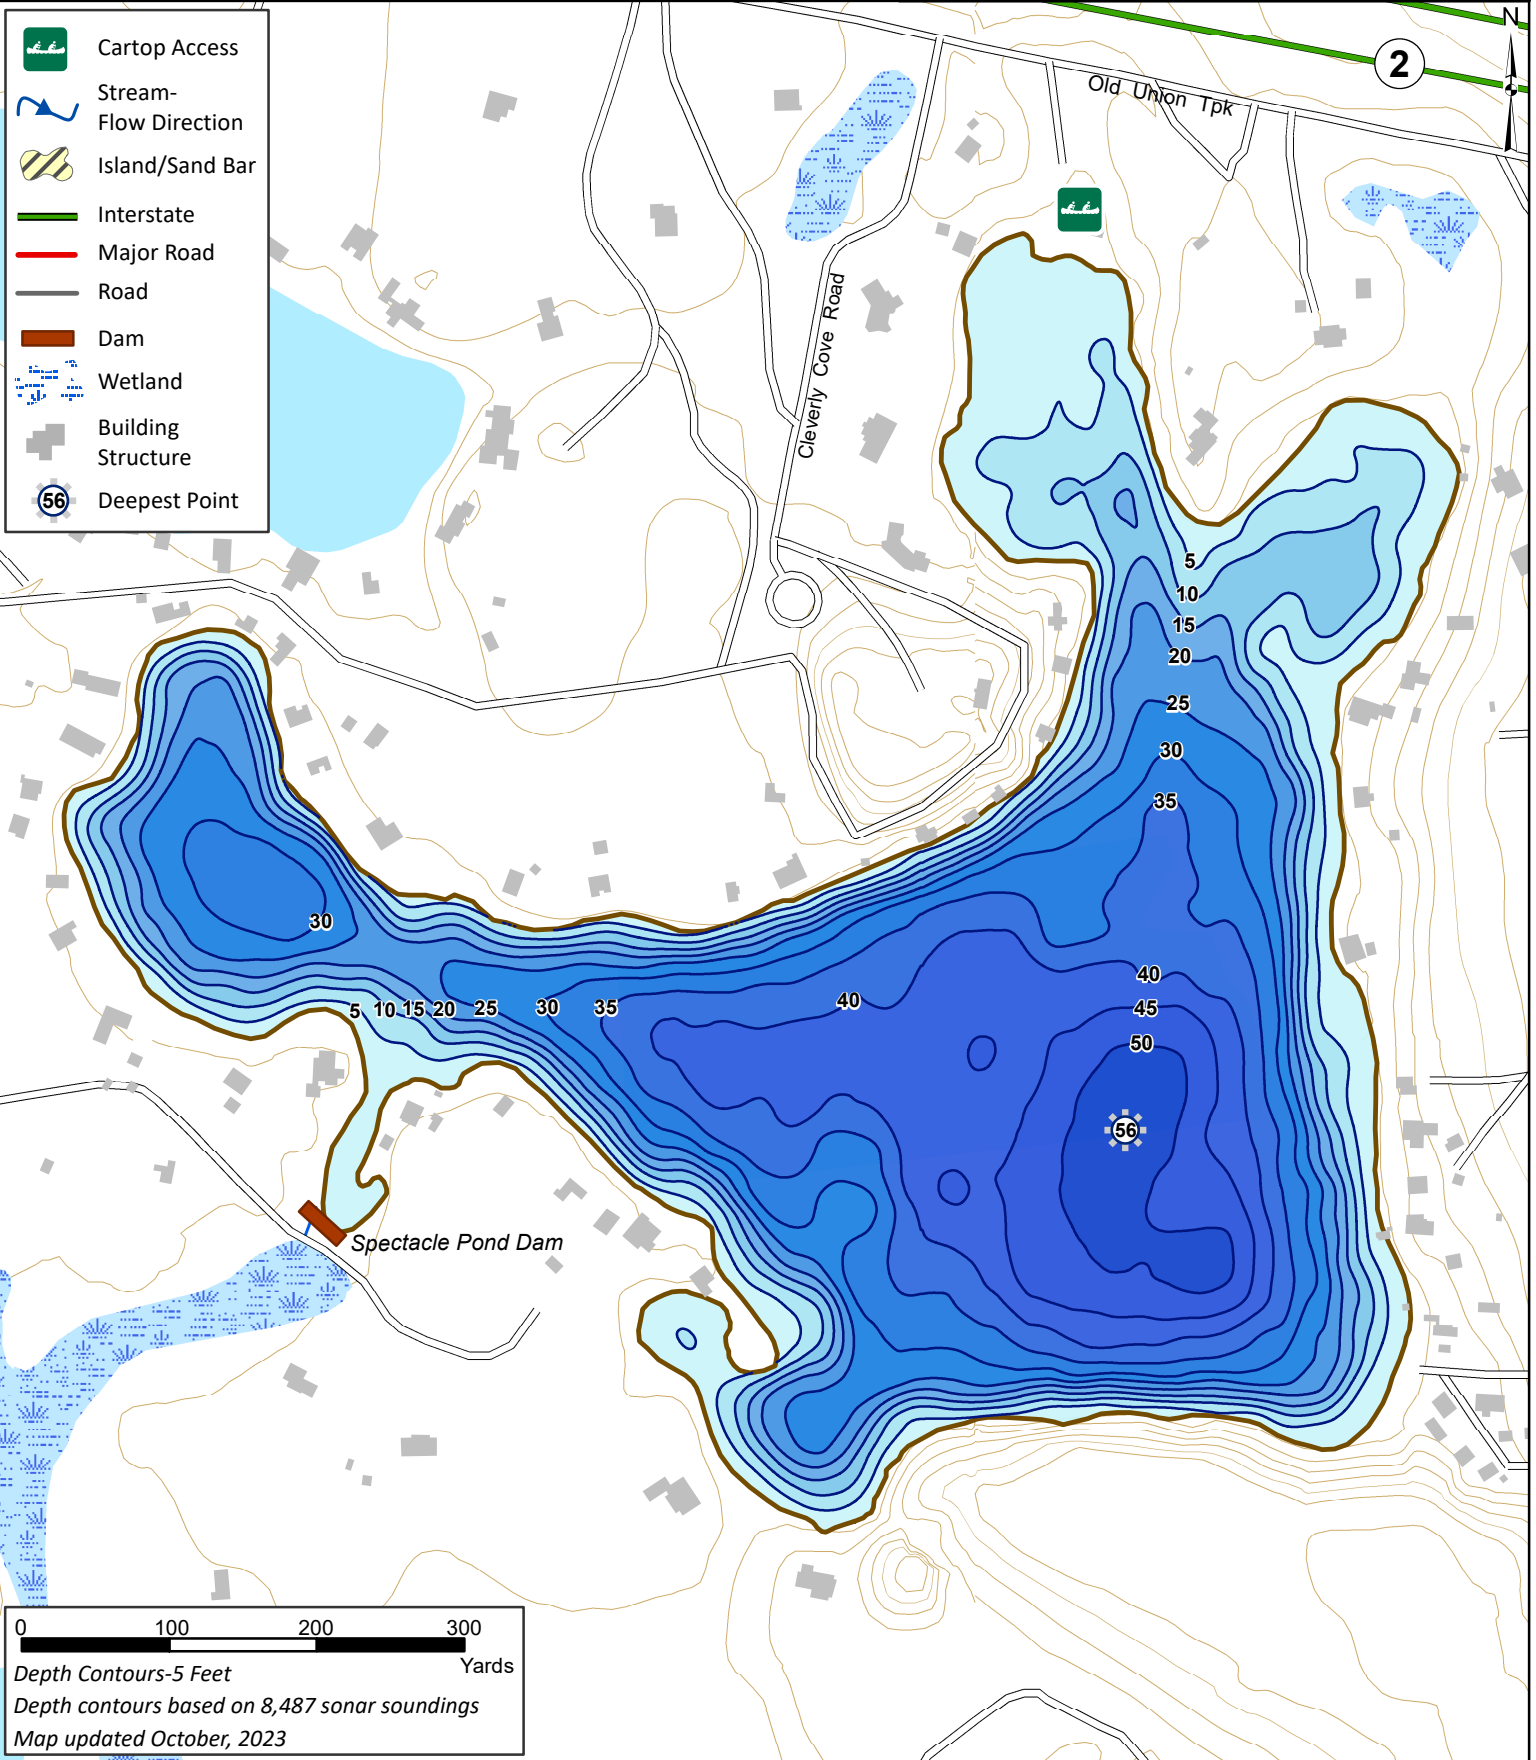 Cartop Access
Stream-
Flow Direction
Island/Sand Bar
Interstate
Major Road
Road
Dam
Wetland
Building
Structure
56
Deepest Point
N
2
Old Union Tpk
Cleverly Cove Road
5
10
15
20
25
30
35
30
40
45
50
5
10
15
20
25
30
35
40
56
Spectacle Pond Dam
0
100
200
300
Yards
Depth Contours-5 Feet
Depth contours based on 8,487 sonar soundings
Map updated October, 2023